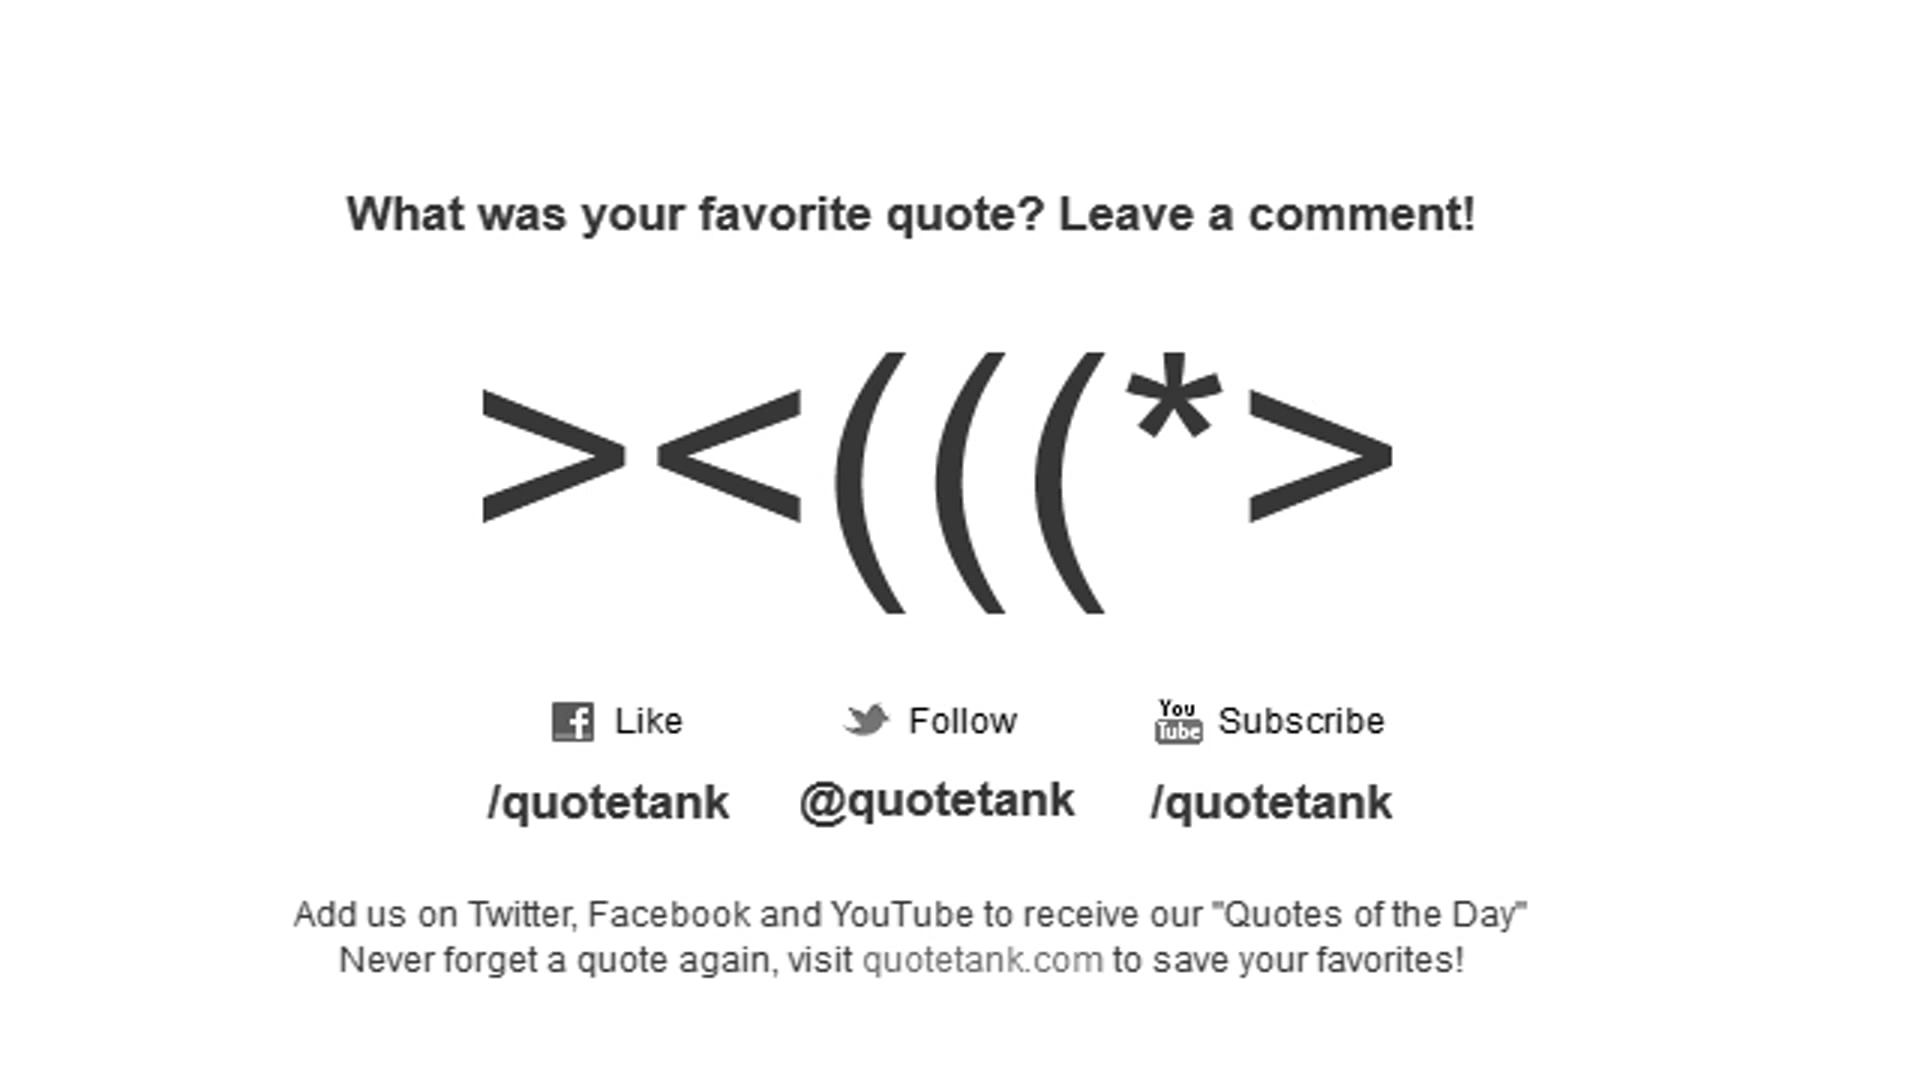 What was your favorite quote? Leave a comment!
><(((*>
f Like Follow You Tube Subscribe
/quotetank @quotetank /quotetank
Add us on Twitter, Facebook and YouTube to receive our "Quotes of the Day"
Never forget a quote again, visit quotetank.com to save your favorites!